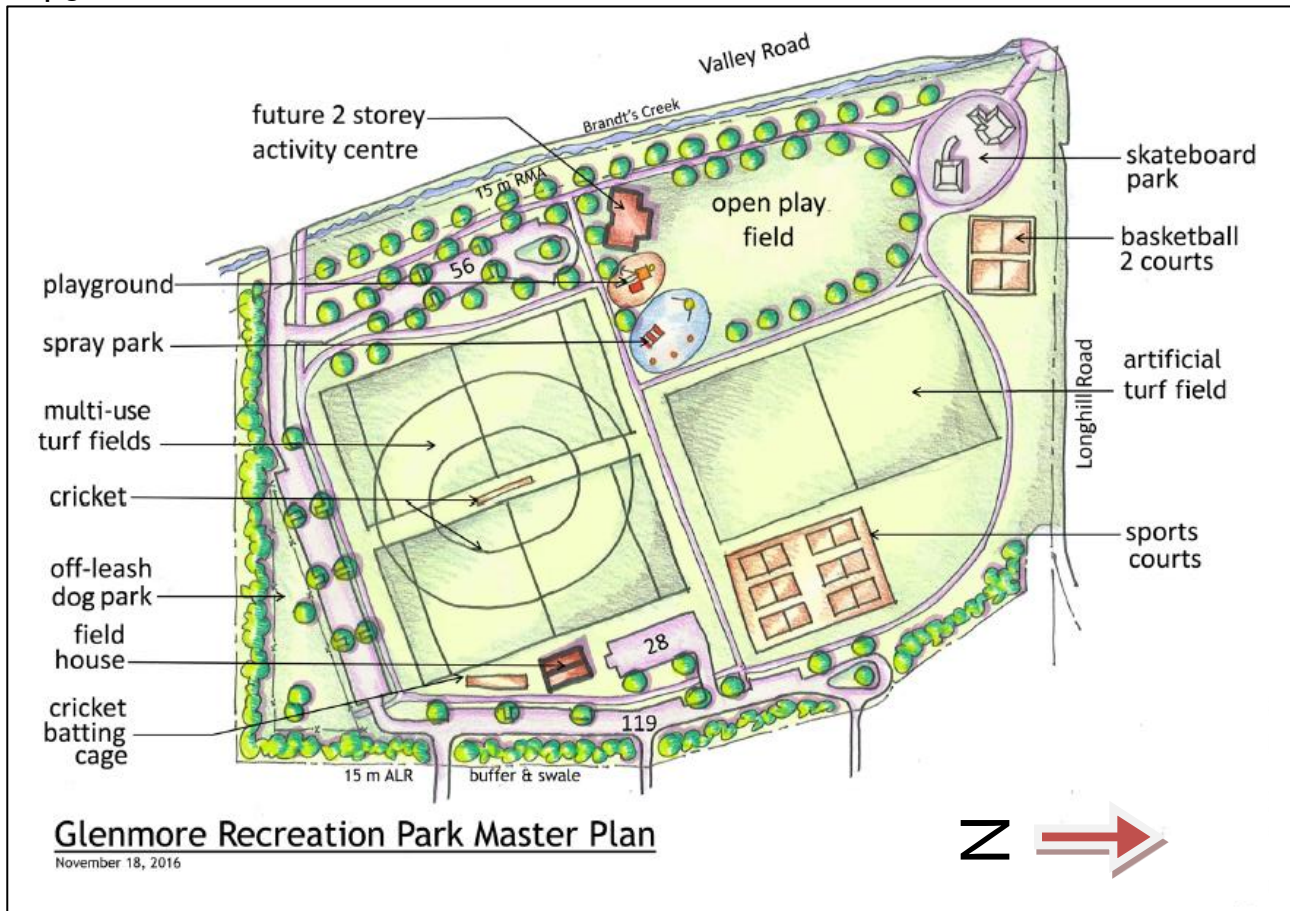 Valley Road
Brandt's Creek
future 2 storey
activity centre
15 m RMA
open play
field
skateboard
park
basketball
2 courts
56
playground
spray park
artificial
turf field
Longhill Road
multi-use
turf fields
cricket
sports
courts
off-leash
dog park
field
house
28
cricket
batting
cage
119
15 m ALR
buffer & swale
Glenmore Recreation Park Master Plan
November 18, 2016
N